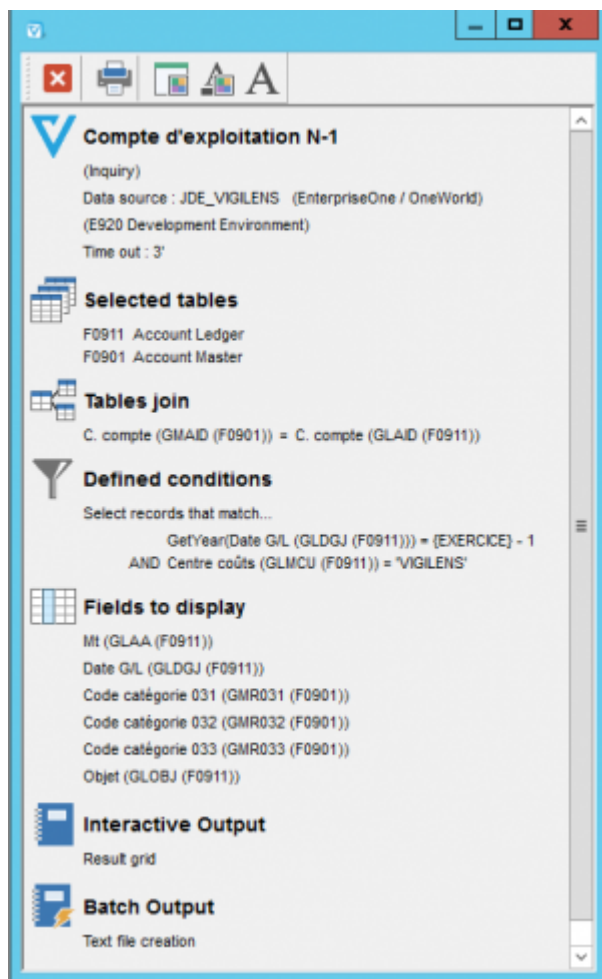 Compte d'exploitation N-1
(Inquiry)
Data source : JDE_VIGILENS (EnterpriseOne / OneWorld)
(E920 Development Environment)
Time out : 3'
Selected tables
F0911 Account Ledger
F0901 Account Master
Tables join
C. compte (GMAID (F0901)) = C. compte (GLAID (F0911))
Defined conditions
Select records that match...
GetYear(Date G/L (GLDGJ (F0911))) = {EXERCICE} - 1
AND Centre coûts (GLMCU (F0911)) = 'VIGILENS'
Fields to display
Mt (GLAA (F0911))
Date G/L (GLDGJ (F0911))
Code catégorie 031 (GMR031 (F0901))
Code catégorie 032 (GMR032 (F0901))
Code catégorie 033 (GMR033 (F0901))
Objet (GLOBJ (F0911))
Interactive Output
Result grid
Batch Output
Text file creation